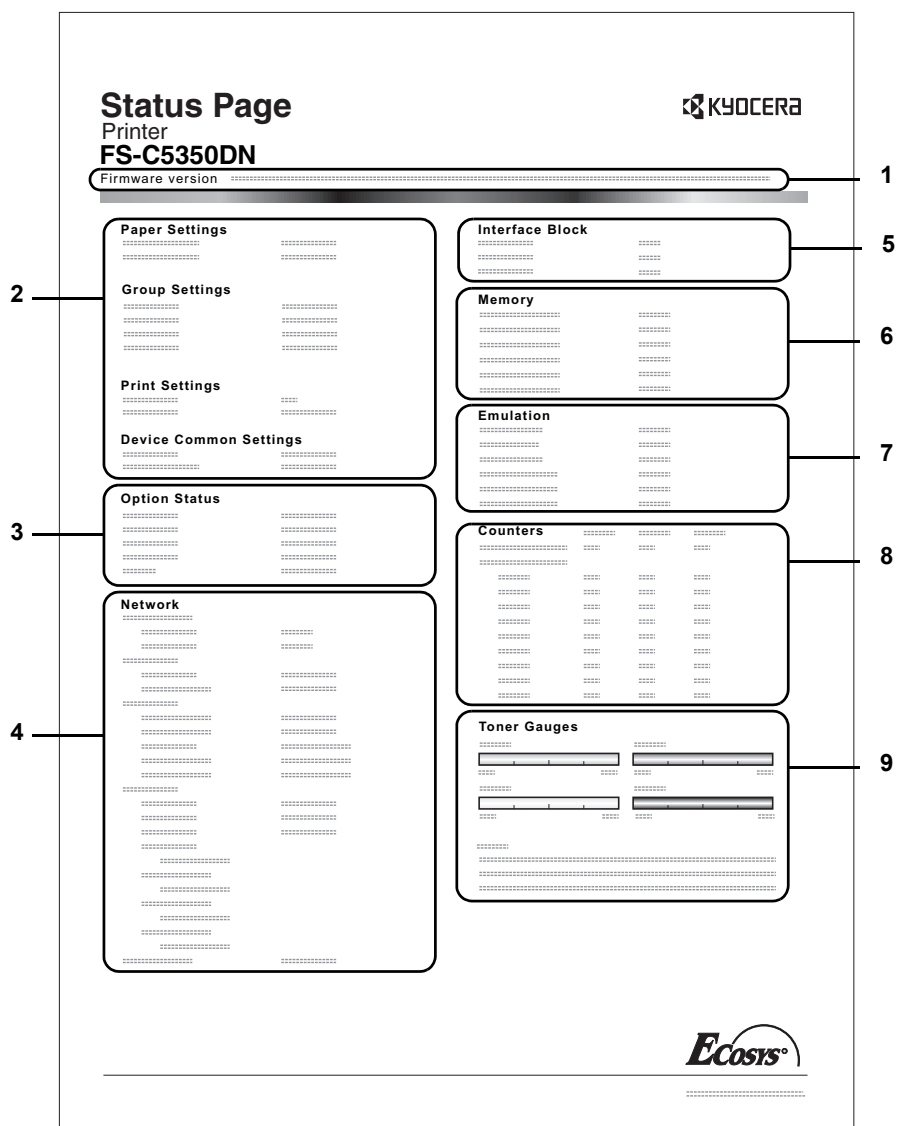 Status Page
Printer
FS-C5350DN
KYOCERA
Firmware version
1
Paper Settings
Group Settings
Print Settings
Device Common Settings
2
Option Status
3
Network
4
Interface Block
5
Memory
6
Emulation
7
Counters
8
Toner Gauges
9
ECOSYS